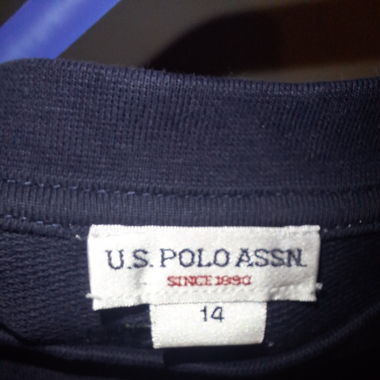 U.S. POLO ASSN.
SINCE 1890
14